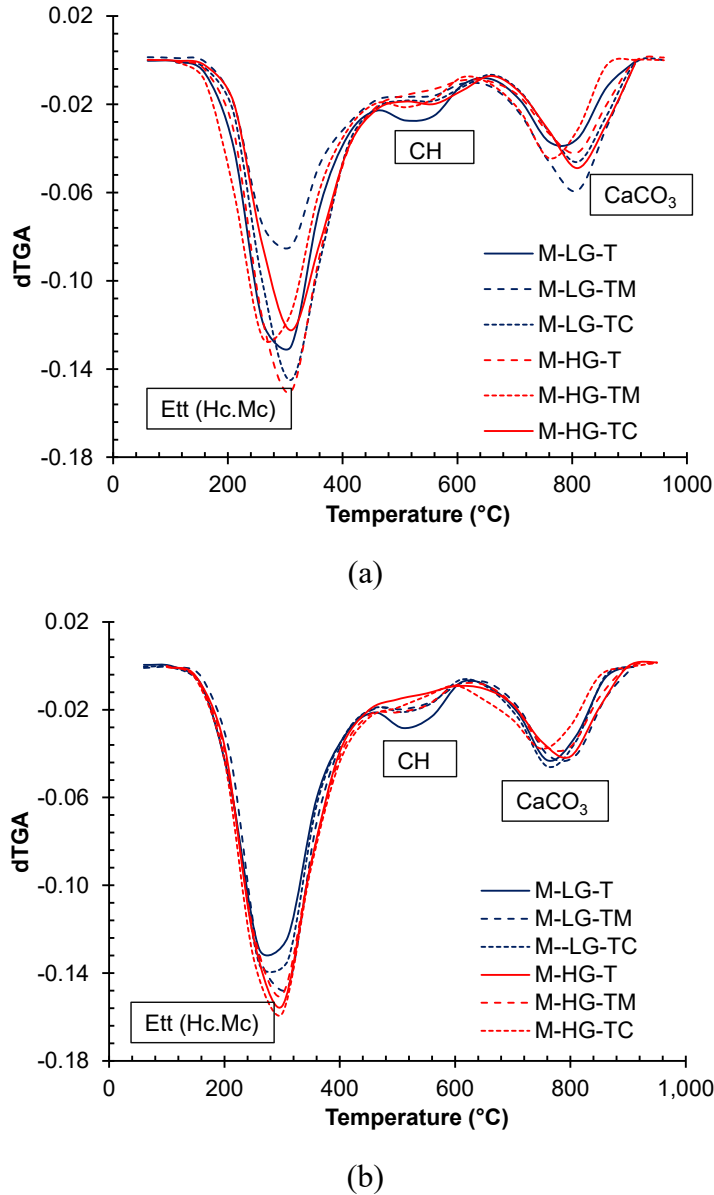 0.02
-0.02
-0.06
-0.10
-0.14
-0.18
dTGA
CH
CaCO₃
Ett (Hc.Mc)
M-LG-T
M-LG-TM
M-LG-TC
M-HG-T
M-HG-TM
M-HG-TC
0 200 400 600 800 1000
Temperature (°C)
(a)
0.02
-0.02
-0.06
-0.10
-0.14
-0.18
dTGA
CH
CaCO₃
Ett (Hc.Mc)
M-LG-T
M-LG-TM
M--LG-TC
M-HG-T
M-HG-TM
M-HG-TC
0 200 400 600 800 1,000
Temperature (°C)
(b)